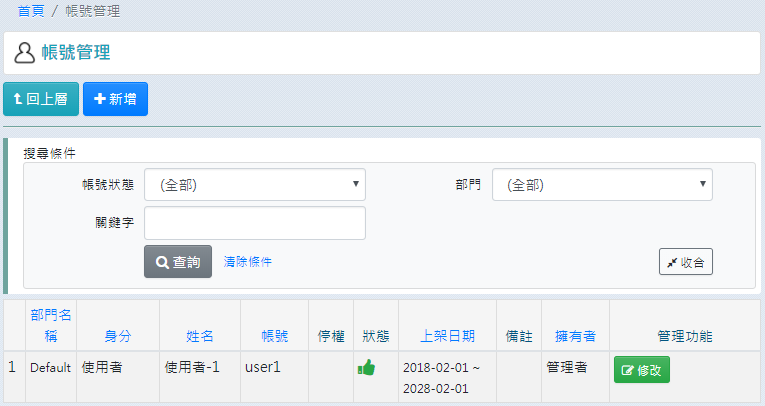 首頁 / 帳號管理
帳號管理
回上層 新增
搜尋條件
帳號狀態 (全部) 部門 (全部)
關鍵字
查詢 清除條件 收合
部門名稱 身分 姓名 帳號 停權 狀態 上架日期 備註 擁有者 管理功能
1 Default 使用者 使用者-1 user1 2018-02-01 ~ 管理者 修改
2028-02-01